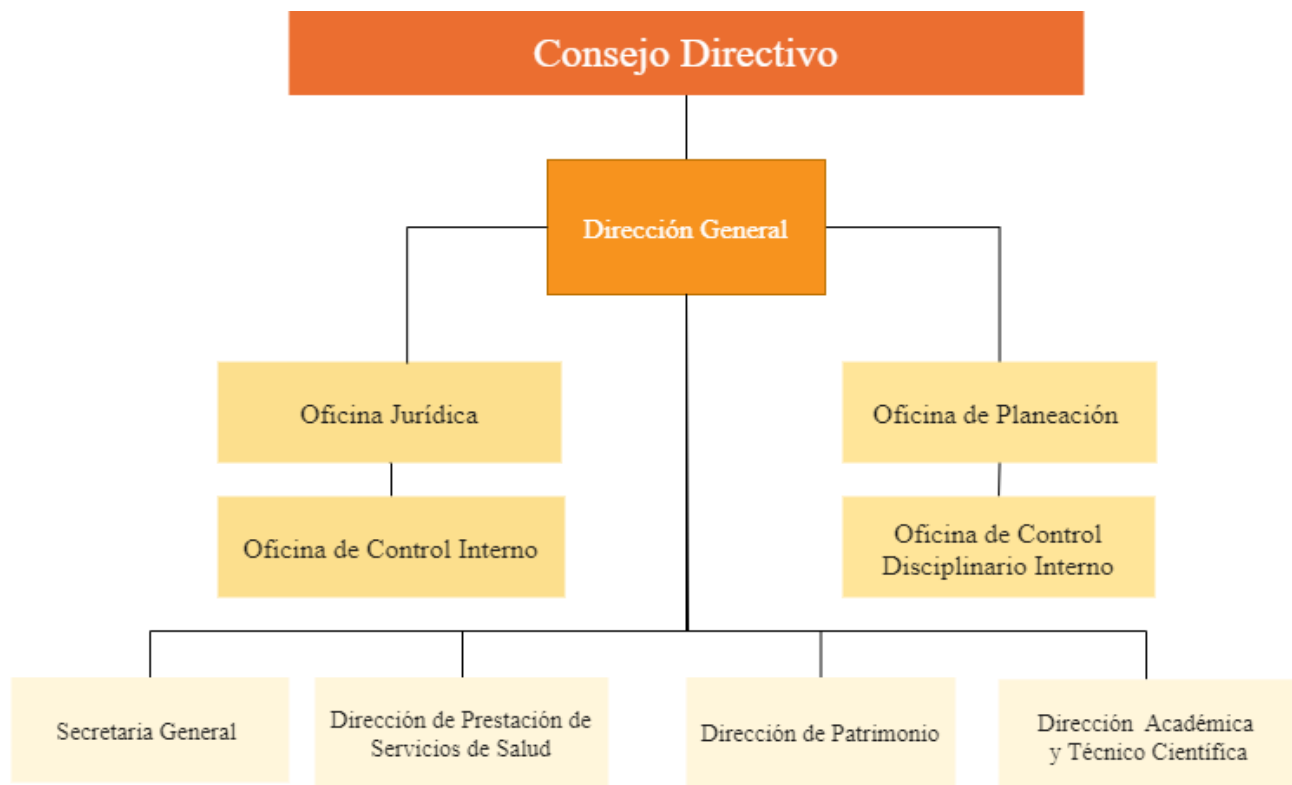 Consejo Directivo
Dirección General
Oficina Jurídica
Oficina de Planeación
Oficina de Control Interno
Oficina de Control
Disciplinario Interno
Secretaria General
Dirección de Prestación de
Servicios de Salud
Dirección de Patrimonio
Dirección Académica
y Técnico Científíca